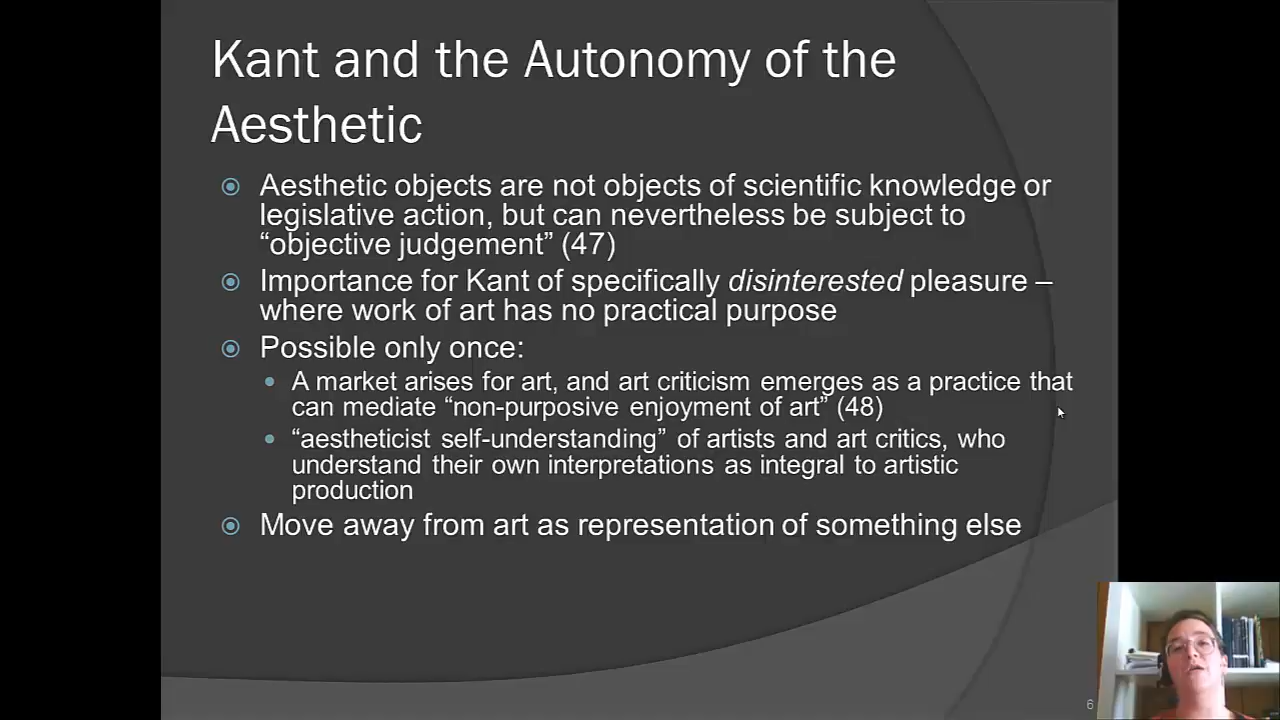 Kant and the Autonomy of the
Aesthetic
Aesthetic objects are not objects of scientific knowledge or
legislative action, but can nevertheless be subject to
“objective judgement” (47)
Importance for Kant of specifically disinterested pleasure –
where work of art has no practical purpose
Possible only once:
A market arises for art, and art criticism emerges as a practice that
can mediate “non-purposive enjoyment of art” (48)
“aestheticist self-understanding” of artists and art critics, who
understand their own interpretations as integral to artistic
production
Move away from art as representation of something else
6